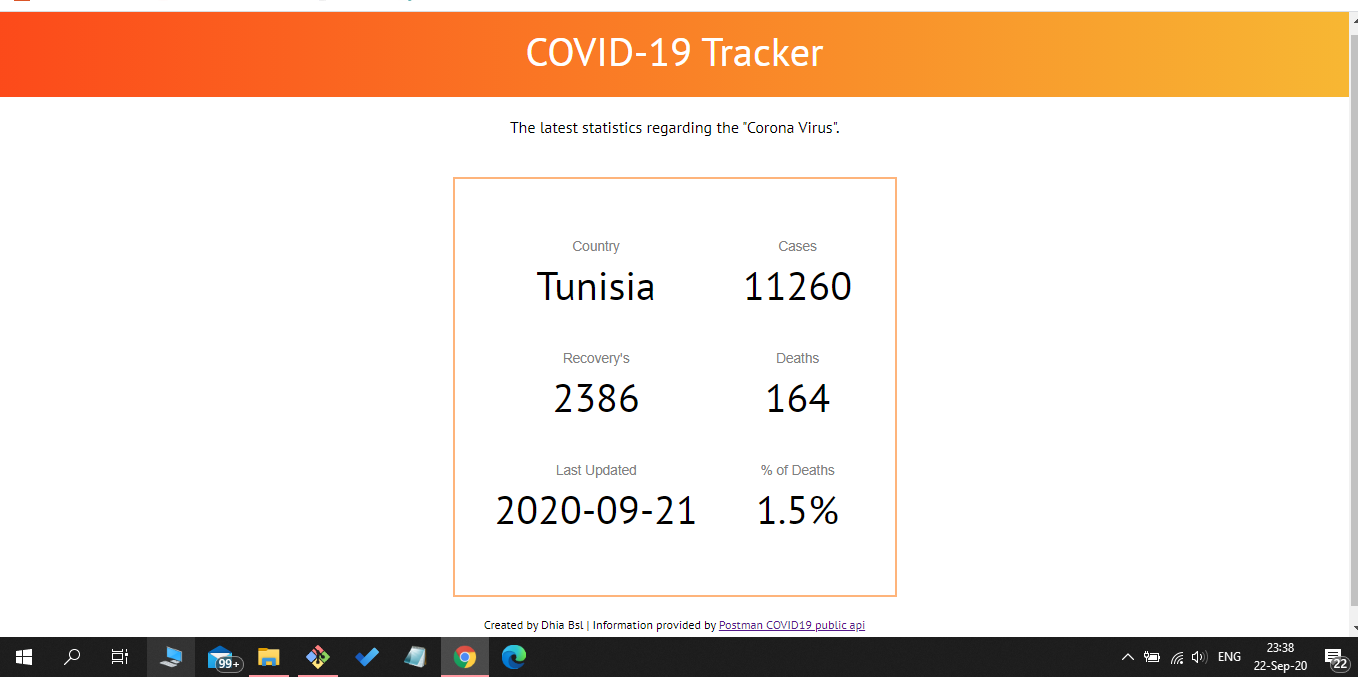 COVID-19 Tracker
The latest statistics regarding the "Corona Virus".
Country
Cases
Tunisia
11260
Recovery's
Deaths
2386
164
Last Updated
% of Deaths
2020-09-21
1.5%
Created by Dhia Bsl | Information provided by Postman COVID19 public api
99+
ENG
23:38
22-Sep-20
22